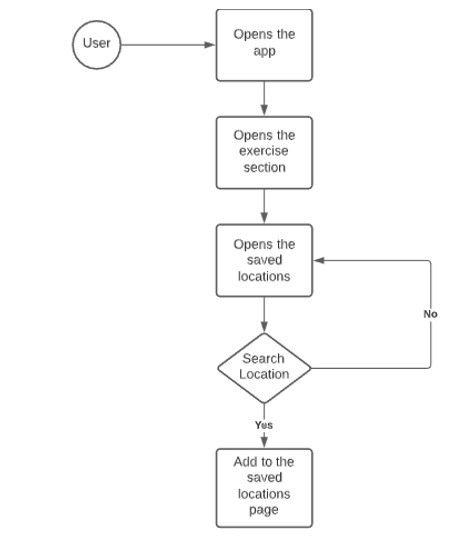 User
Opens the
app
Opens the
exercise
section
Opens the
saved
locations
No
Search
Location
Yes
Add to the
saved
locations
page